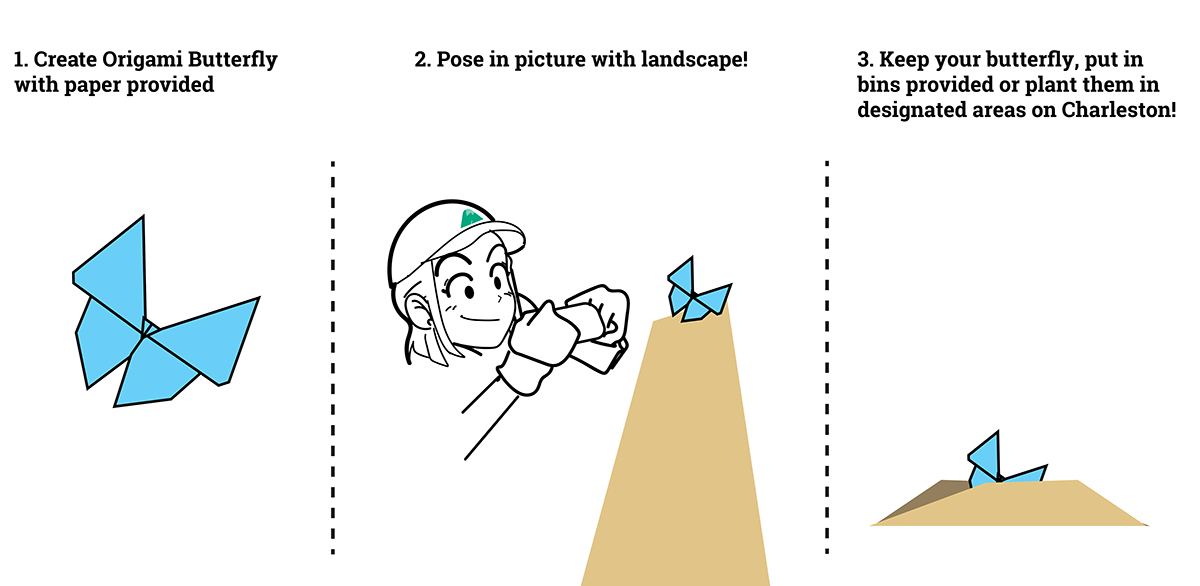 1. Create Origami Butterfly
with paper provided
2. Pose in picture with landscape!
3. Keep your butterfly, put in
bins provided or plant them in
designated areas on Charleston!